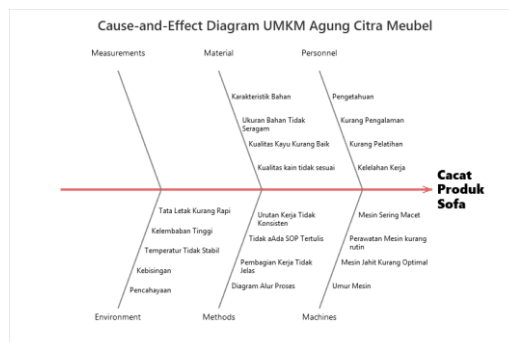 Cause-and-Effect Diagram UMKM Agung Citra Meubel
Measurements
Material
Personnel
Karakteristik Bahan
Ukuran Bahan Tidak
Seragam
Kualitas Kayu Kurang Baik
Kualitas kain tidak sesuai
Pengetahuan
Kurang Pengalaman
Kurang Pelatihan
Kelelahan Kerja
Cacat
Produk
Sofa
Tata Letak Kurang Rapi
Kelembaban Tinggi
Temperatur Tidak Stabil
Kebisingan
Pencahayaan
Urutan Kerja Tidak
Konsisten
Tidak aAda SOP Tertulis
Pembagian Kerja Tidak
Jelas
Diagram Alur Proses
Mesin Sering Macet
Perawatan Mesin kurang
rutin
Mesin Jahit Kurang Optimal
Umur Mesin
Environment
Methods
Machines